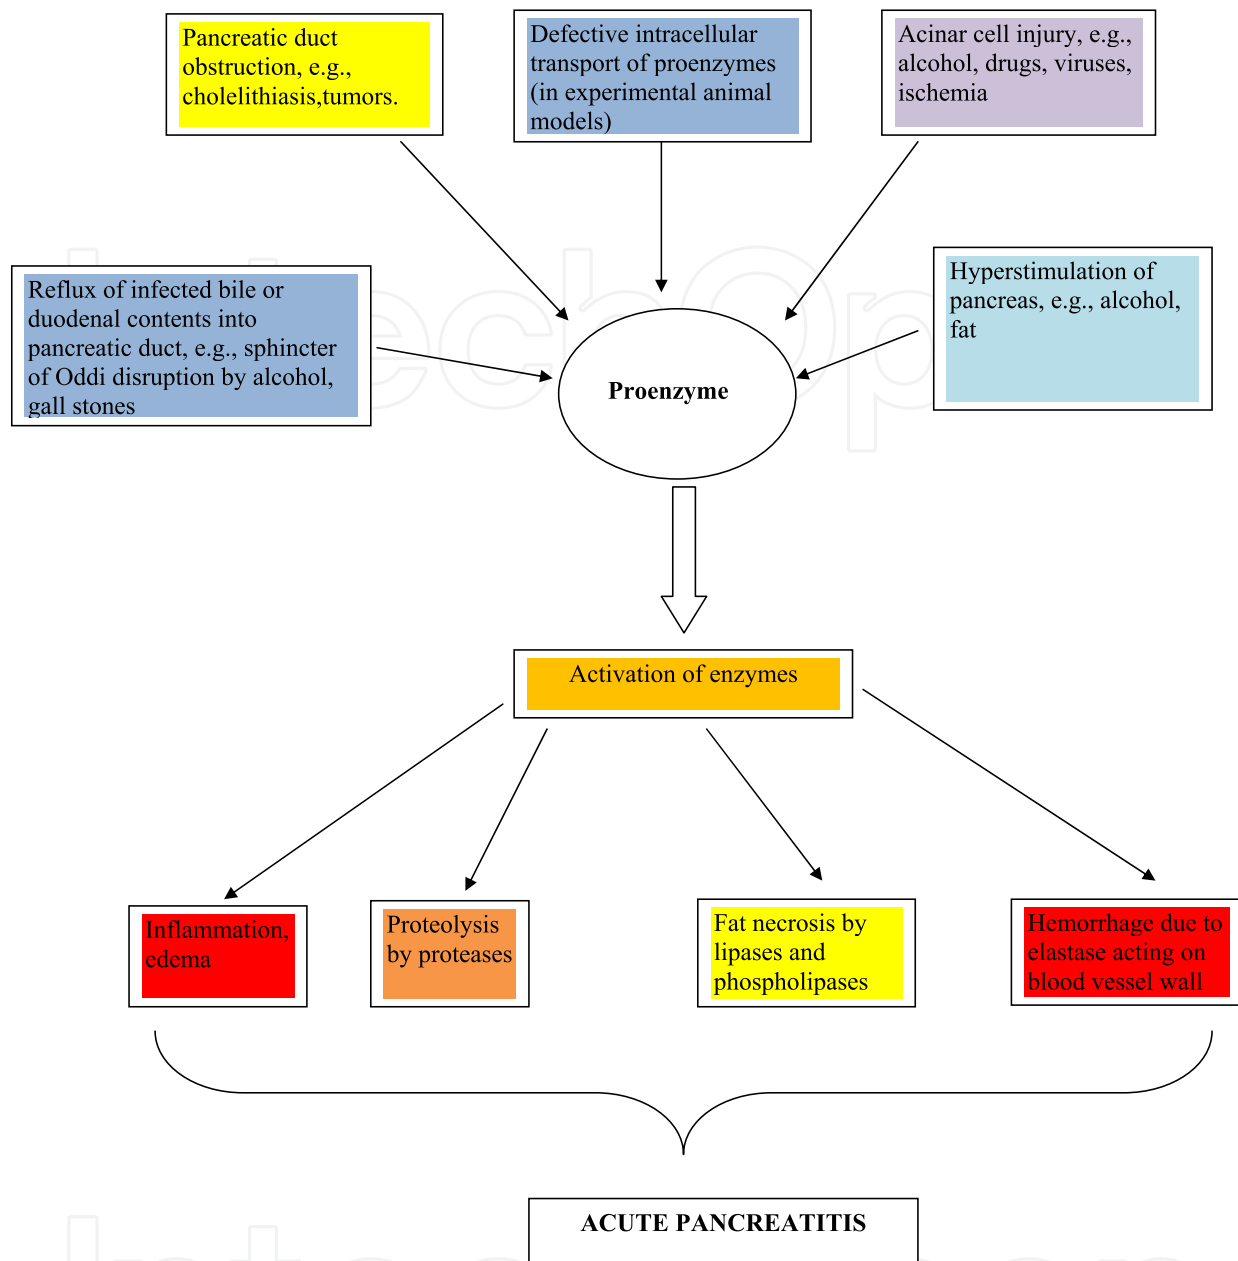 Pancreatic duct
obstruction, e.g.,
cholelithiasis,tumors.
Defective intracellular
transport of proenzymes
(in experimental animal
models)
Acinar cell injury, e.g.,
alcohol, drugs, viruses,
ischemia
Reflux of infected bile or
duodenal contents into
pancreatic duct, e.g., sphincter
of Oddi disruption by alcohol,
gall stones
Hyperstimulation of
pancreas, e.g., alcohol,
fat
Proenzyme
Activation of enzymes
Inflammation,
edema
Proteolysis
by proteases
Fat necrosis by
lipases and
phospholipases
Hemorrhage due to
elastase acting on
blood vessel wall
ACUTE PANCREATITIS